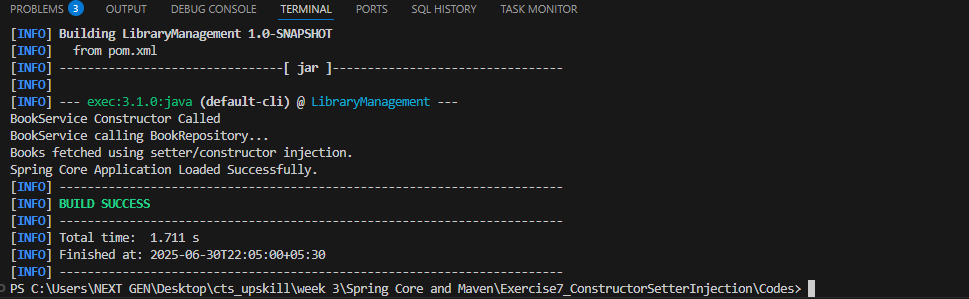 PROBLEMS 3 OUTPUT DEBUG CONSOLE TERMINAL PORTS SQL HISTORY TASK MONITOR
[INFO] Building LibraryManagement 1.0-SNAPSHOT
[INFO]   from pom.xml
[INFO] --------------------------------[ jar ]---------------------------------
[INFO]
[INFO] --- exec:3.1.0:java (default-cli) @ LibraryManagement ---
BookService Constructor Called
BookService calling BookRepository...
Books fetched using setter/constructor injection.
Spring Core Application Loaded Successfully.
[INFO] ------------------------------------------------------------------------
[INFO] BUILD SUCCESS
[INFO] ------------------------------------------------------------------------
[INFO] Total time:  1.711 s
[INFO] Finished at: 2025-06-30T22:05:00+05:30
[INFO] ------------------------------------------------------------------------
PS C:\Users\NEXT GEN\Desktop\cts_upskill\week 3\Spring Core and Maven\Exercise7_ConstructorSetterInjection\Codes>